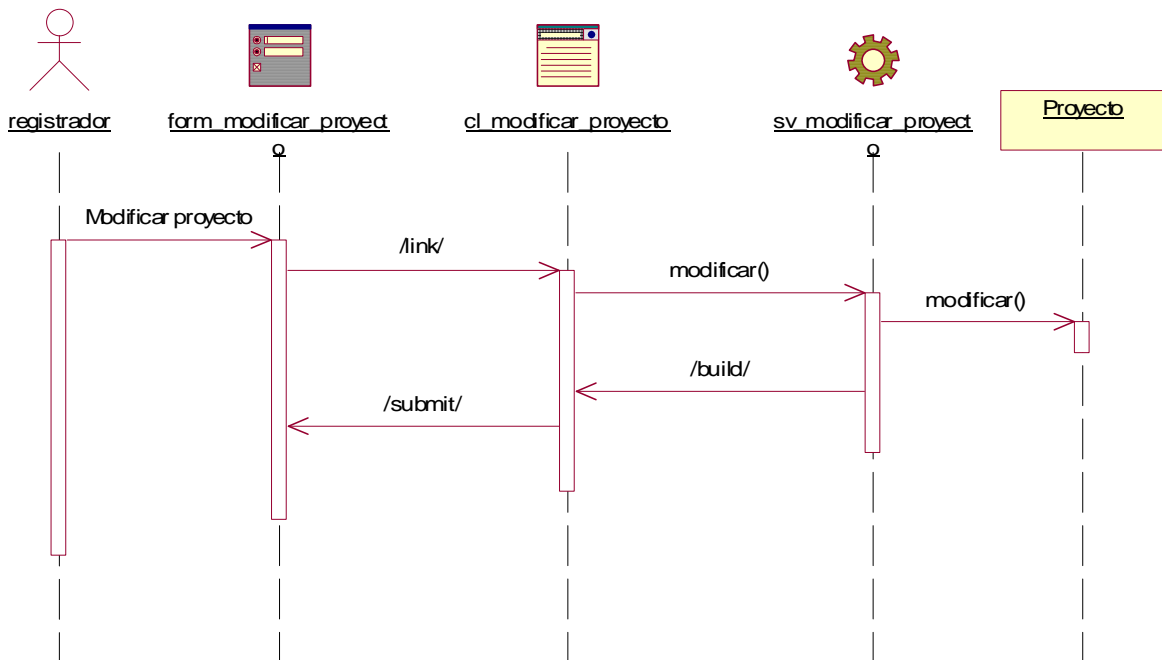 registrador
form_modificar_proyect
o
cl_modificar_proyecto
sv_modificar_proyect
o
Proyecto
Modificar proyecto
/link/
modificar()
modificar()
/build/
/submit/